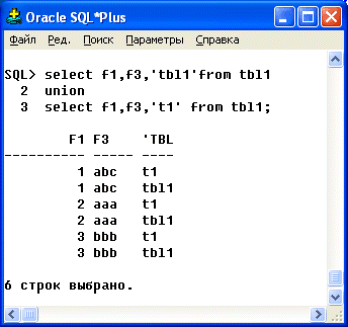 Oracle SQL*Plus
Файл Ред. Поиск Параметры Справка
SQL> select f1,f3,'tbl1'from tbl1
2 union
3 select f1,f3,'t1' from tbl1;
F1 F3 'TBL
---------- ----- ----
1 abc t1
1 abc tbl1
2 aaa t1
2 aaa tbl1
3 bbb t1
3 bbb tbl1
6 строк выбрано.